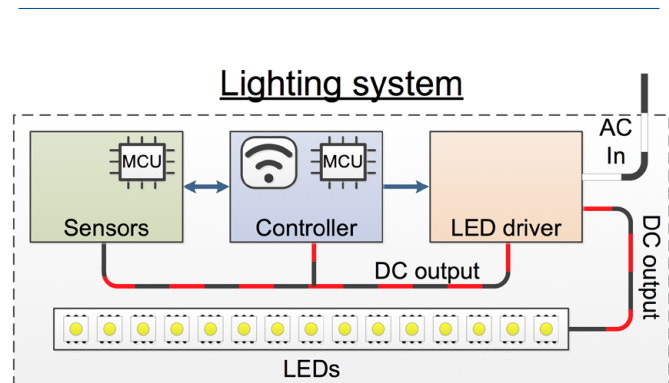 Lighting system
AC
In
MCU
MCU
Sensors
Controller
LED driver
DC output
DC output
LEDs